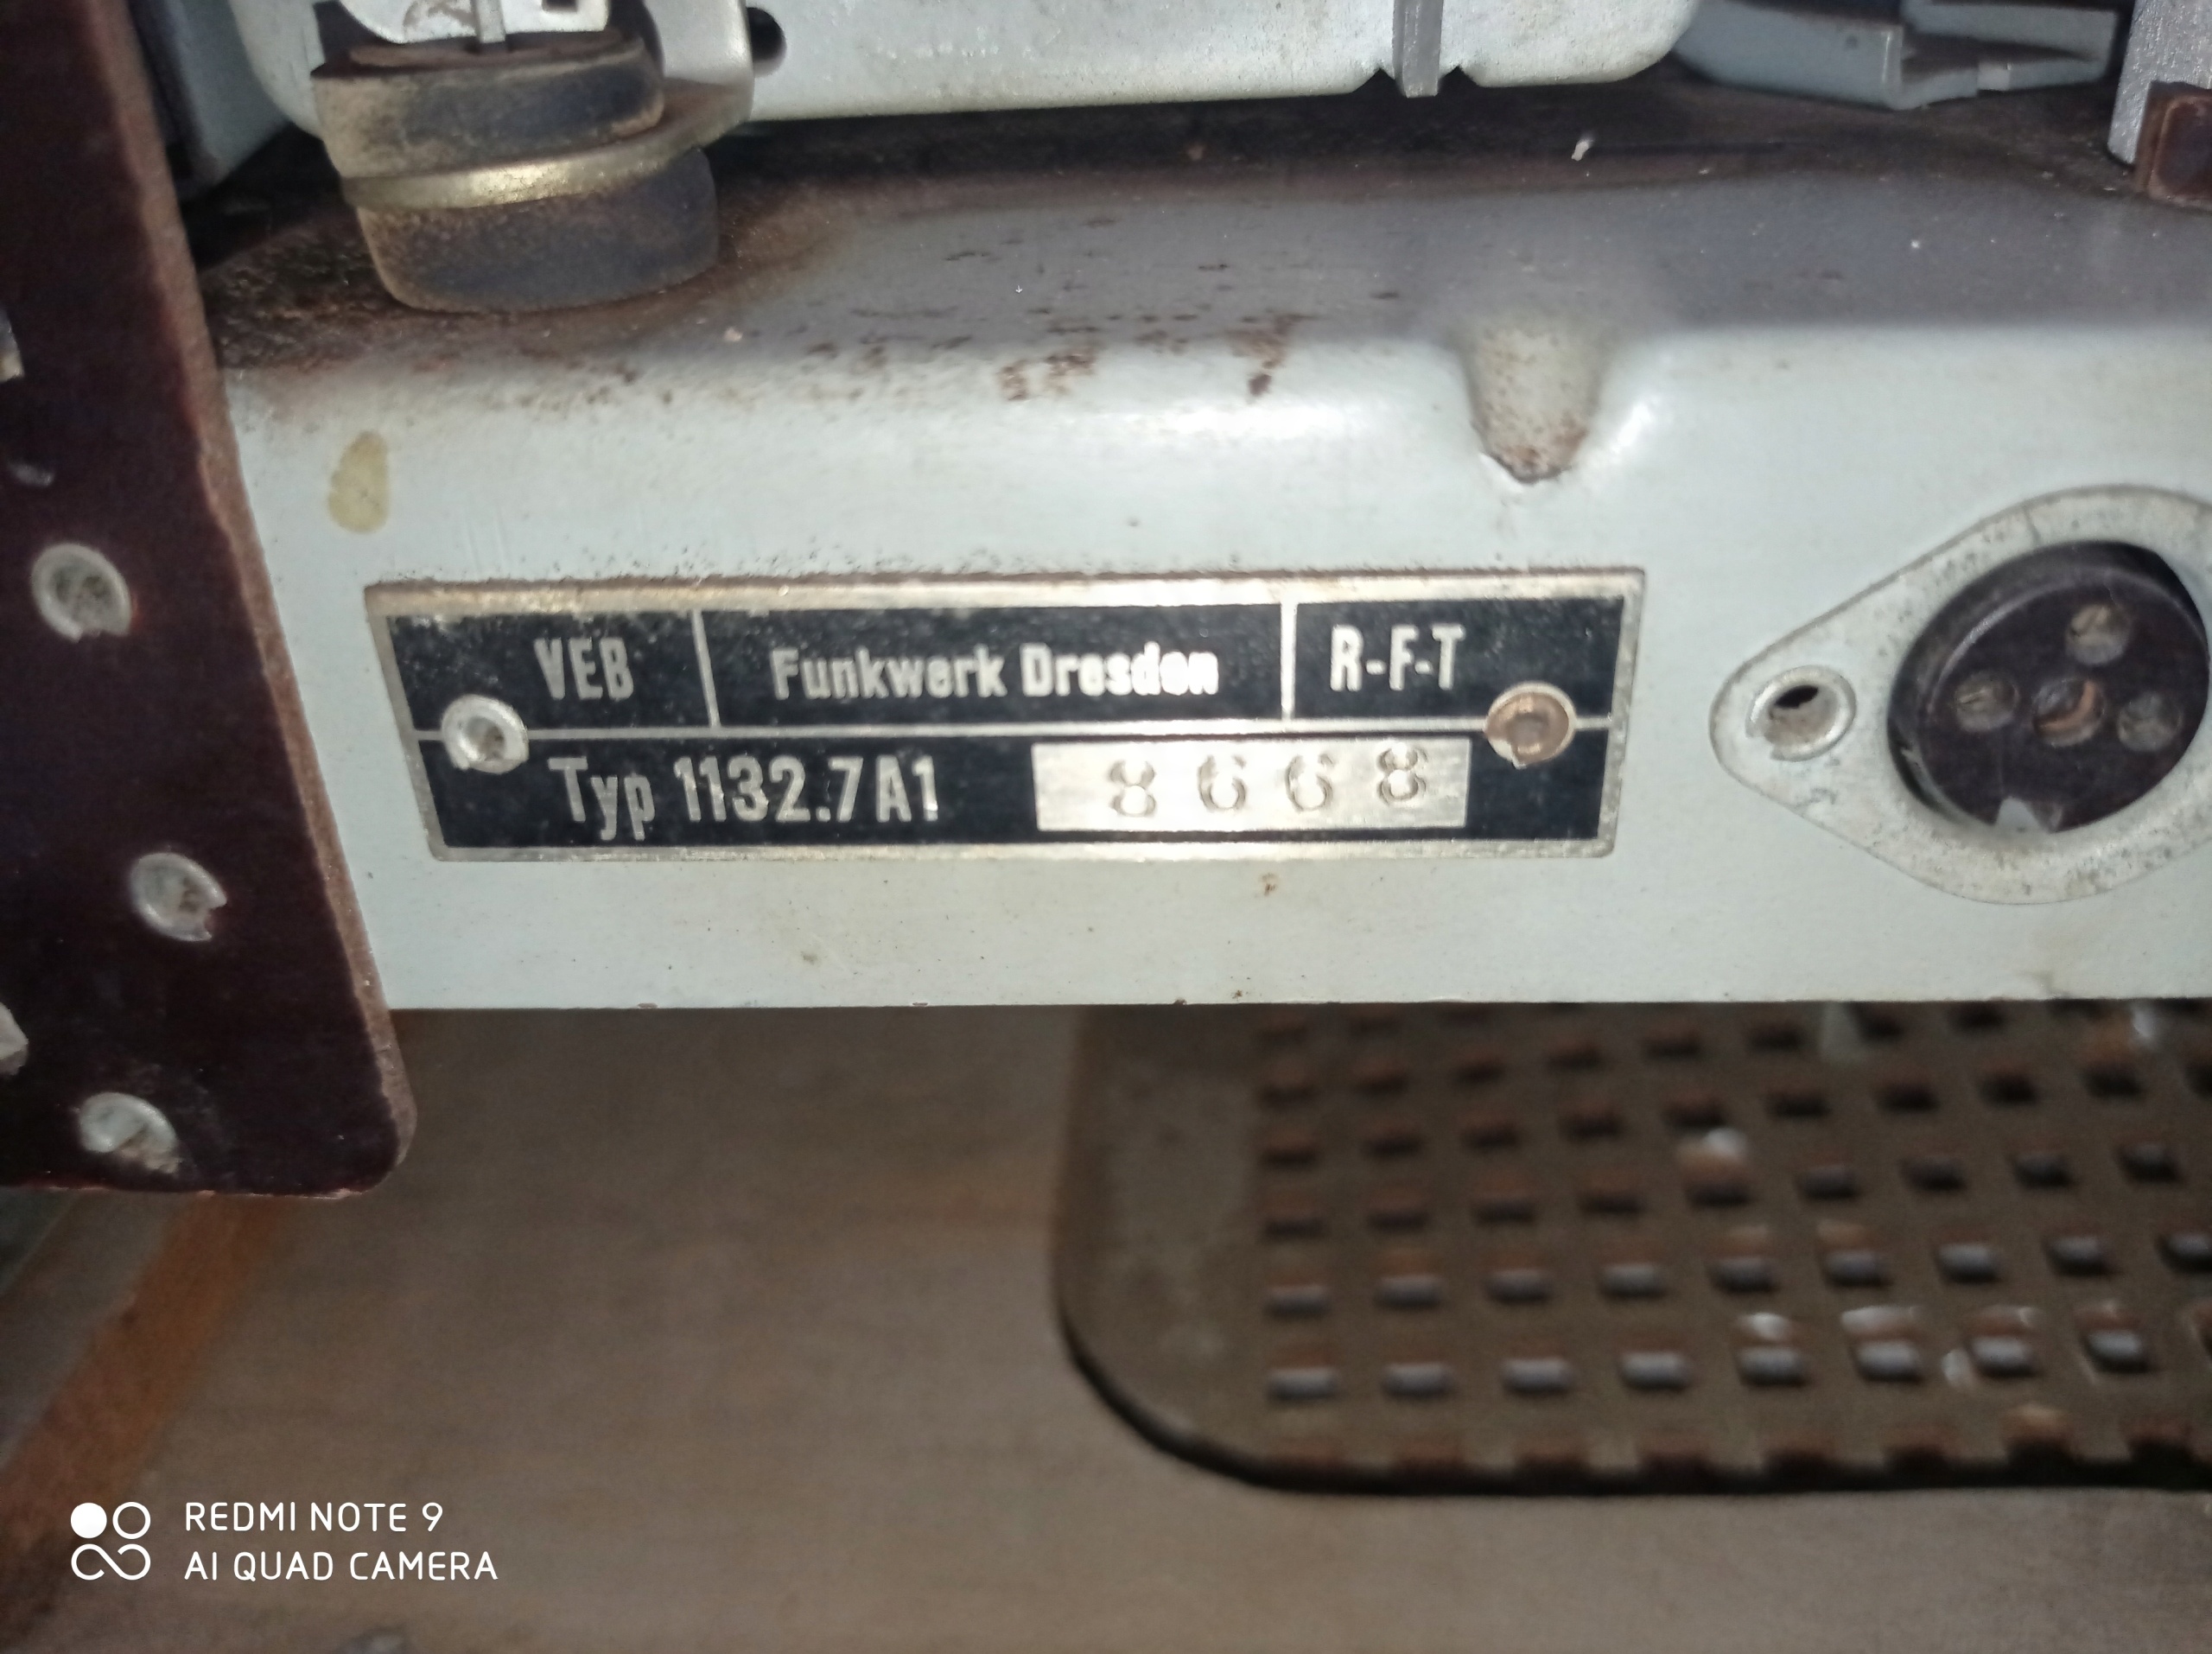 VEB Funkwerk Dresden R-F-T
Typ 1132.7A1 8668
REDMI NOTE 9
AI QUAD CAMERA